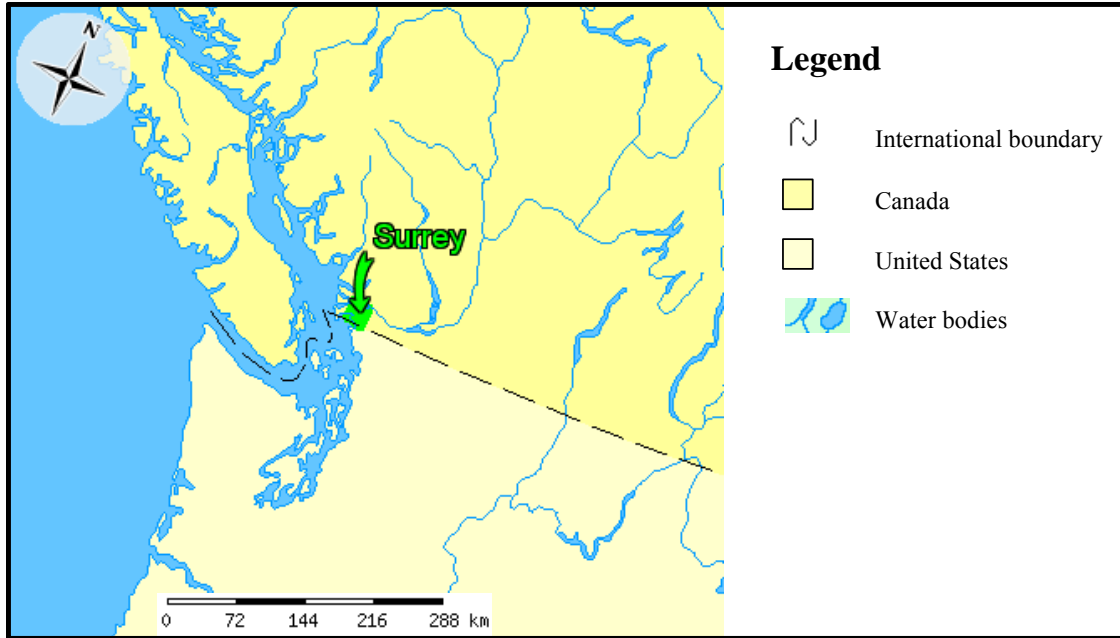 N
Legend
International boundary
Canada
Surrey
United States
Water bodies
0 72 144 216 288 km